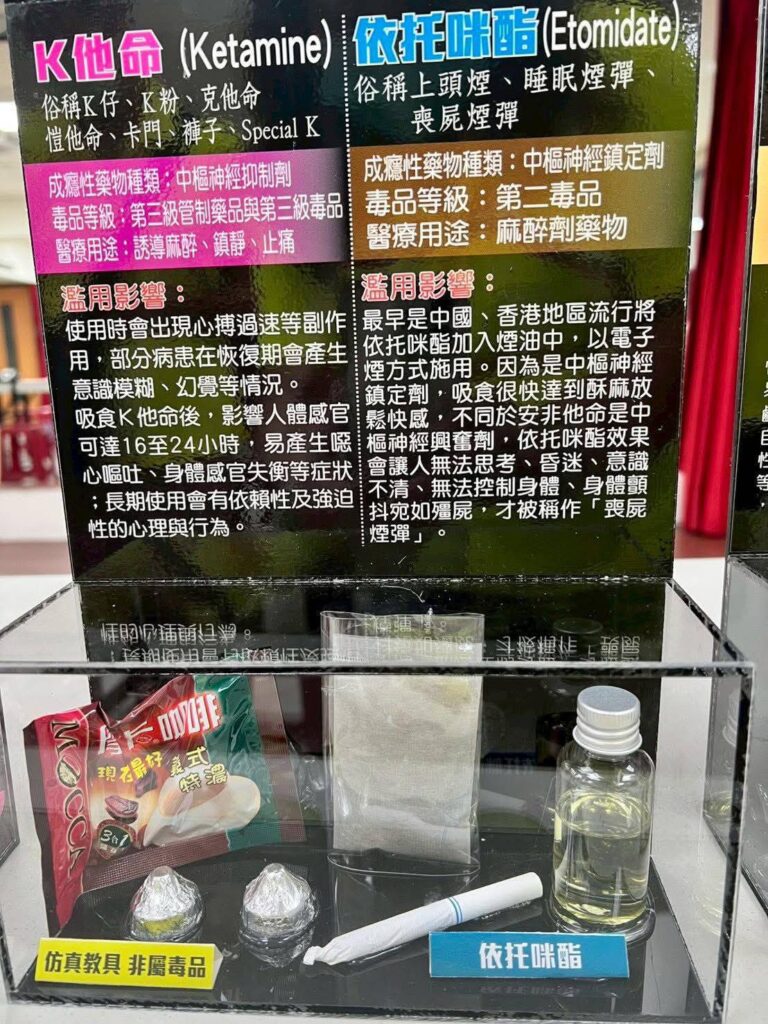 K他命 (Ketamine)
俗稱K仔、K粉、克他命
愷他命、卡門、褲子、Special K
成癮性藥物種類：中樞神經抑制劑
毒品等級：第三級管制藥品與第三級毒品
醫療用途：誘導麻醉、鎮靜、止痛
濫用影響：
使用時會出現心搏過速等副作
用，部分病患在恢復期會產生
意識模糊、幻覺等情況。
吸食K他命後，影響人體感官
可達16至24小時，易產生噁
心嘔吐、身體感官失衡等症狀
；長期使用會有依賴性及強迫
性的心理與行為。
依托咪酯(Etomidate)
俗稱上頭煙、睡眠煙彈、
喪屍煙彈
成癮性藥物種類：中樞神經鎮定劑
毒品等級：第二毒品
醫療用途：麻醉劑藥物
濫用影響：
最早是中國、香港地區流行將
依托咪酯加入煙油中，以電子
煙方式施用。因為是中樞神經
鎮定劑，吸食很快達到酥麻放
鬆快感，不同於安非他命是中
樞神經興奮劑，依托咪酯效果
會讓人無法思考、昏迷、意識
不清、無法控制身體、身體顫
抖宛如殭屍，才被稱作「喪屍
煙彈」。
MOCCA
咖啡
現在最好
義式
特濃
3合1
仿真教具 非屬毒品
依托咪酯